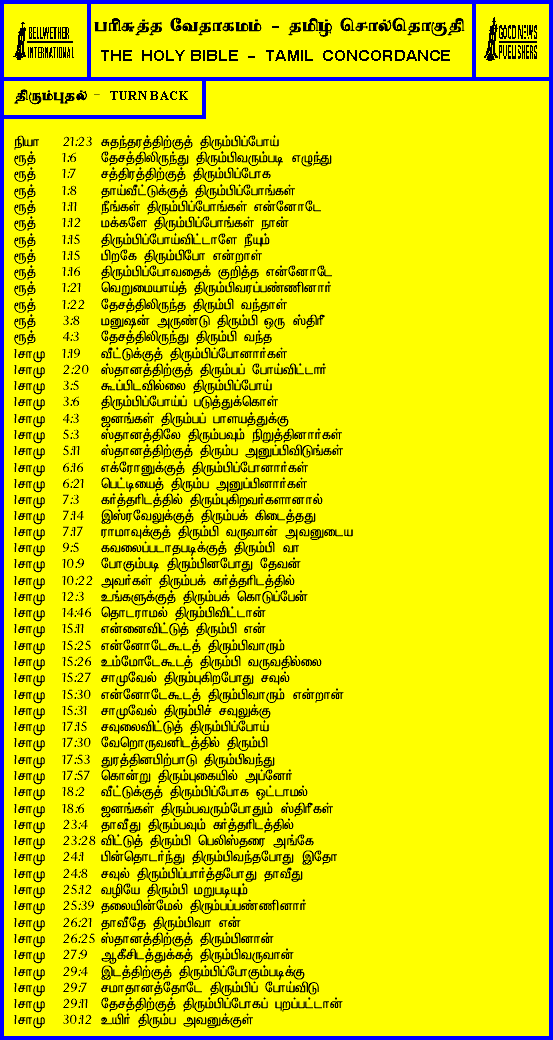 BELLWETHER
INTERNATIONAL
பரிசுத்த வேதாகமம் - தமிழ் சொல்தொகுதி
THE HOLY BIBLE - TAMIL CONCORDANCE
GOOD NEWS
PUBLISHERS
திரும்புதல் - TURN BACK
நியா 21:23 சுதந்தரத்திற்குத் திரும்பிப்போய்
ரூத் 1:6 தேசத்திலிருந்து திரும்பிவரும்படி எழுந்து
ரூத் 1:7 சத்திரத்திற்குத் திரும்பிப்போக
ரூத் 1:8 தாய்வீட்டுக்குத் திரும்பிப்போங்கள்
ரூத் 1:11 நீங்கள் திரும்பிப்போங்கள் என்னோடே
ரூத் 1:12 மக்களே திரும்பிப்போங்கள் நான்
ரூத் 1:15 திரும்பிப்போய்விட்டாளே நீயும்
ரூத் 1:15 பிறகே திரும்பிபோ என்றாள்
ரூத் 1:16 திரும்பிப்போவதைக் குறித்த என்னோடே
ரூத் 1:21 வெறுமையாய்த் திரும்பிவரப்பண்ணினார்
ரூத் 1:22 தேசத்திலிருந்த திரும்பி வந்தாள்
ரூத் 3:8 மனுஷன் அருண்டு திரும்பி ஒரு ஸ்திரீ
ரூத் 4:3 தேசத்திலிருந்து திரும்பி வந்த
1சாமு 1:19 வீட்டுக்குத் திரும்பிப்போனார்கள்
1சாமு 2:20 ஸ்தானத்திற்குத் திரும்பப் போய்விட்டார்
1சாமு 3:5 கூப்பிடவில்லை திரும்பிப்போய்
1சாமு 3:6 திரும்பிப்போய்ப் படுத்துக்கொள்
1சாமு 4:3 ஜனங்கள் திரும்பப் பாளயத்துக்கு
1சாமு 5:3 ஸ்தானத்திலே திரும்பவும் நிறுத்தினார்கள்
1சாமு 5:11 ஸ்தானத்திற்குத் திரும்ப அனுப்பிவிடுங்கள்
1சாமு 6:16 எக்ரோனுக்குத் திரும்பிப்போனார்கள்
1சாமு 6:21 பெட்டியைத் திரும்ப அனுப்பினார்கள்
1சாமு 7:3 கர்த்தரிடத்தில் திரும்புகிறவர்களானால்
1சாமு 7:14 இஸ்ரவேலுக்குத் திரும்பக் கிடைத்தது
1சாமு 7:17 ராமாவுக்குத் திரும்பி வருவான் அவனுடைய
1சாமு 9:5 கவலைப்படாதபடிக்குத் திரும்பி வா
1சாமு 10:9 போகும்படி திரும்பினபோது தேவன்
1சாமு 10:22 அவர்கள் திரும்பக் கர்த்தரிடத்தில்
1சாமு 12:3 உங்களுக்குத் திரும்பக் கொடுப்பேன்
1சாமு 14:46 தொடராமல் திரும்பிவிட்டான்
1சாமு 15:11 என்னைவிட்டுத் திரும்பி என்
1சாமு 15:25 என்னோடேகூடத் திரும்பிவாரும்
1சாமு 15:26 உம்மோடேகூடத் திரும்பி வருவதில்லை
1சாமு 15:27 சாமுவேல் திரும்புகிறபோது சவுல்
1சாமு 15:30 என்னோடேகூடத் திரும்பிவாரும் என்றான்
1சாமு 15:31 சாமுவேல் திரும்பிச் சவுலுக்கு
1சாமு 17:15 சவுலைவிட்டுத் திரும்பிப்போய்
1சாமு 17:30 வேறொருவனிடத்தில் திரும்பி
1சாமு 17:53 துரத்தினபிற்பாடு திரும்பிவந்து
1சாமு 17:57 கொன்று திரும்புகையில் அப்னேர்
1சாமு 18:2 வீட்டுக்குத் திரும்பிப்போக ஒட்டாமல்
1சாமு 18:6 ஜனங்கள் திரும்பவரும்போதும் ஸ்திரீகள்
1சாமு 23:4 தாவீது திரும்பவும் கர்த்தரிடத்தில்
1சாமு 23:28 விட்டுத் திரும்பி பெலிஸ்தரை அங்கே
1சாமு 24:1 பின்தொடர்ந்து திரும்பிவந்தபோது இதோ
1சாமு 24:8 சவுல் திரும்பிப்பார்த்தபோது தாவீது
1சாமு 25:12 வழியே திரும்பி மறுபடியும்
1சாமு 25:39 தலையின்மேல் திரும்பப்பண்ணினார்
1சாமு 26:21 தாவீதே திரும்பிவா என்
1சாமு 26:25 ஸ்தானத்திற்குத் திரும்பினான்
1சாமு 27:9 ஆகீசிடத்துக்கத் திரும்பிவருவான்
1சாமு 29:4 இடத்திற்குத் திரும்பிப்போகும்படிக்கு
1சாமு 29:7 சமாதானத்தோடே திரும்பிப் போய்விடு
1சாமு 29:11 தேசத்திற்குத் திரும்பிப்போகப் புறப்பட்டான்
1சாமு 30:12 உயிர் திரும்ப அவனுக்குள்